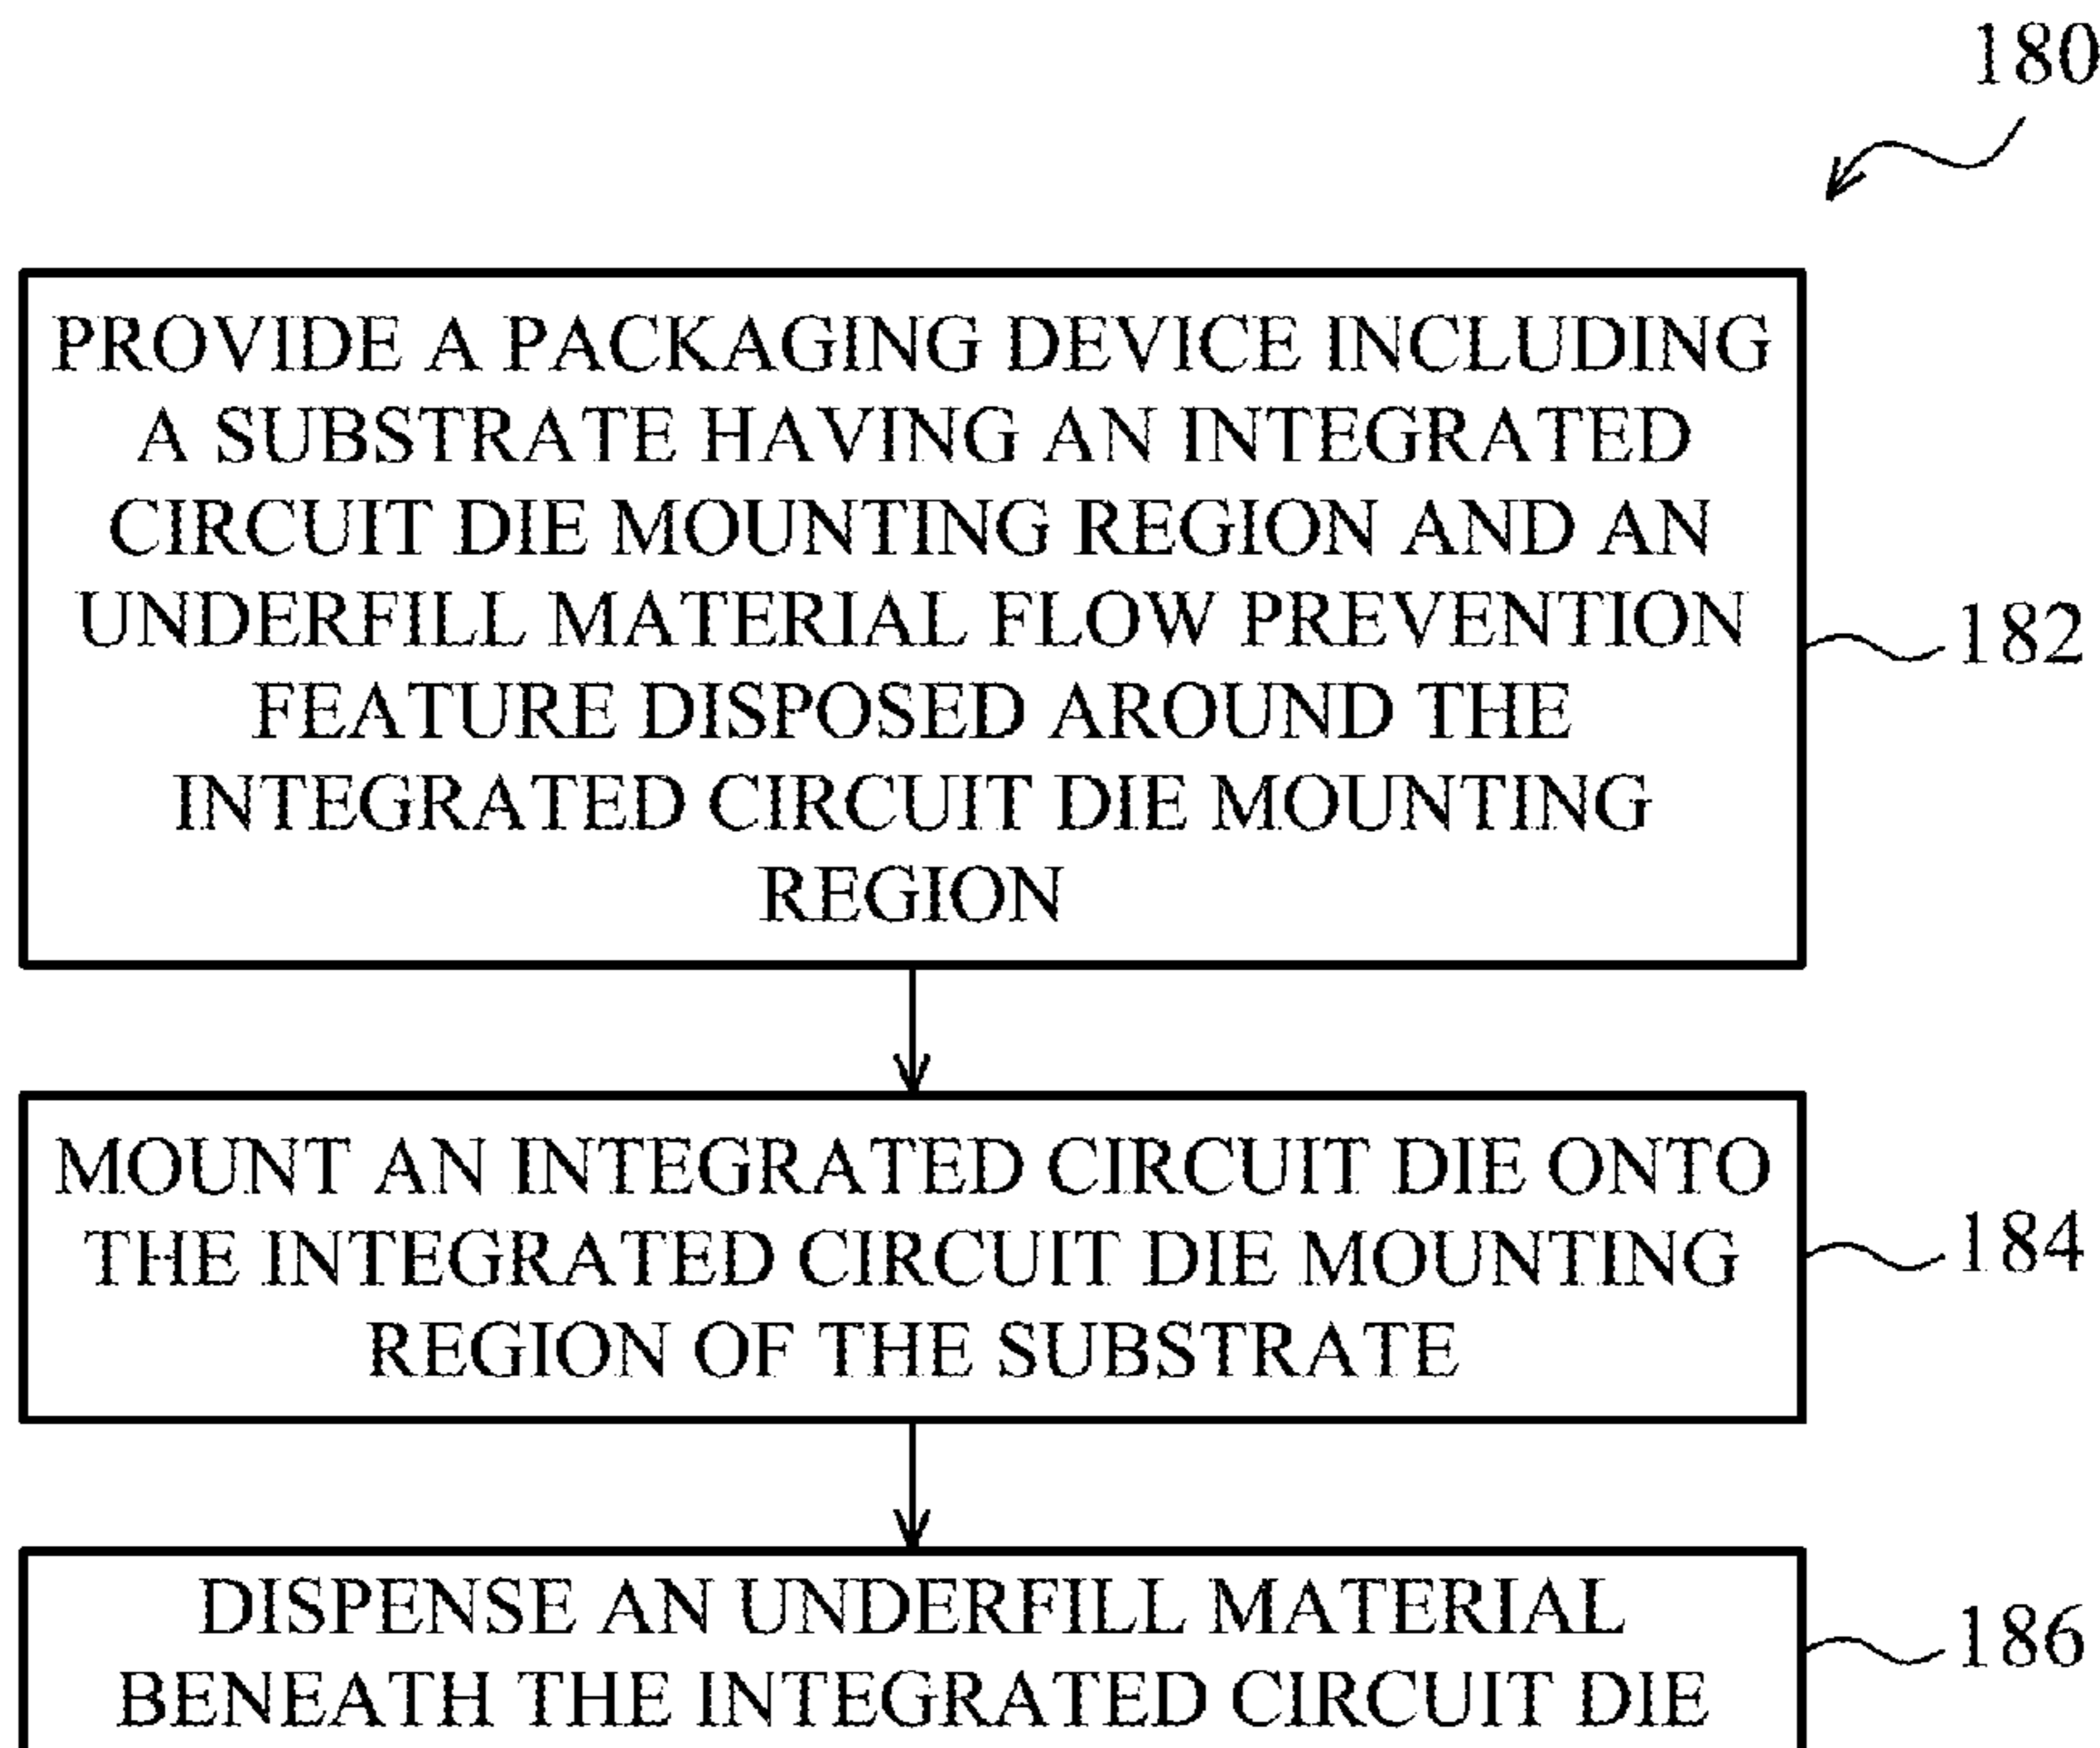 180
PROVIDE A PACKAGING DEVICE INCLUDING
A SUBSTRATE HAVING AN INTEGRATED
CIRCUIT DIE MOUNTING REGION AND AN
UNDERFILL MATERIAL FLOW PREVENTION
FEATURE DISPOSED AROUND THE
INTEGRATED CIRCUIT DIE MOUNTING
REGION
182
MOUNT AN INTEGRATED CIRCUIT DIE ONTO
THE INTEGRATED CIRCUIT DIE MOUNTING
REGION OF THE SUBSTRATE
184
DISPENSE AN UNDERFILL MATERIAL
BENEATH THE INTEGRATED CIRCUIT DIE
186